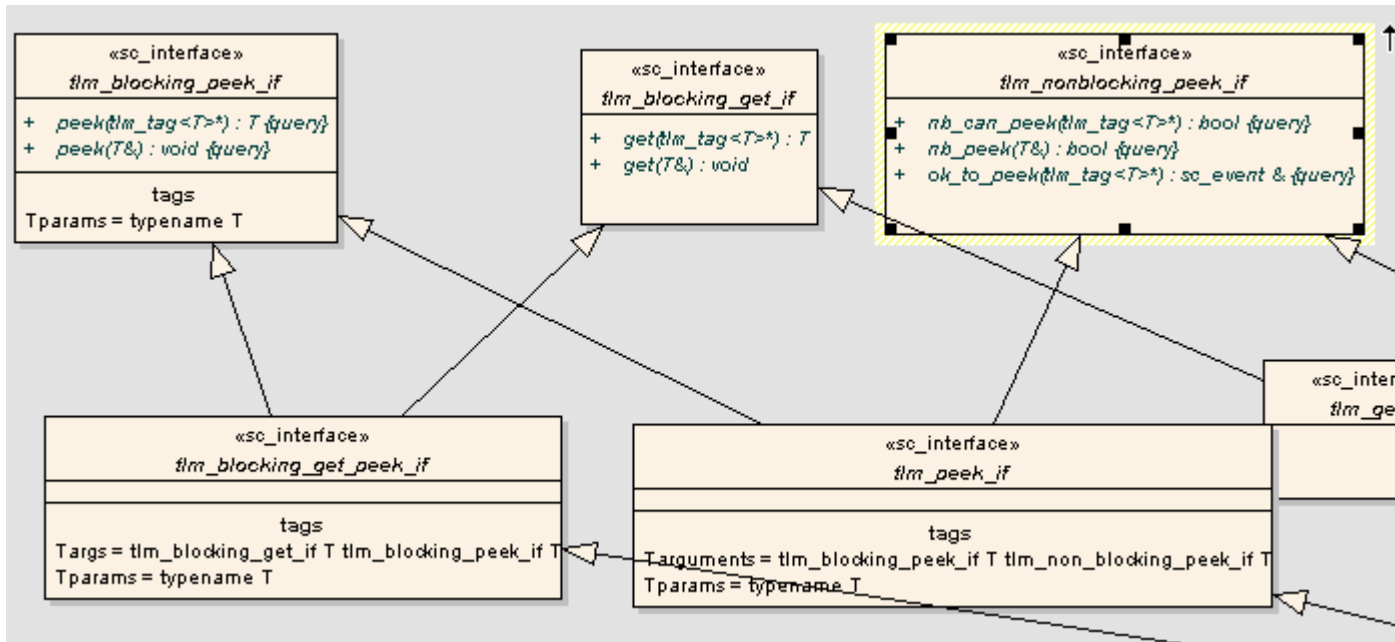 «sc_interface»
tlm_blocking_peek_if
+ peek(tlm_tag<T>*) : T {query}
+ peek(T&) : void {query}
tags
Tparams = typename T
«sc_interface»
tlm_blocking_get_if
+ get(tlm_tag<T>*) : T
+ get(T&) : void
«sc_interface»
tlm_nonblocking_peek_if
+ nb_can_peek(tlm_tag<T>*) : bool {query}
+ nb_peek(T&) : bool {query}
+ ok_to_peek(tlm_tag<T>*) : sc_event & {query}
«sc_interface»
tlm_blocking_get_peek_if
tags
Targs = tlm_blocking_get_if T tlm_blocking_peek_if T
Tparams = typename T
«sc_interface»
tlm_peek_if
tags
Targuments = tlm_blocking_peek_if T tlm_non_blocking_peek_if T
Tparams = typename T
«sc_inter
tlm_ge